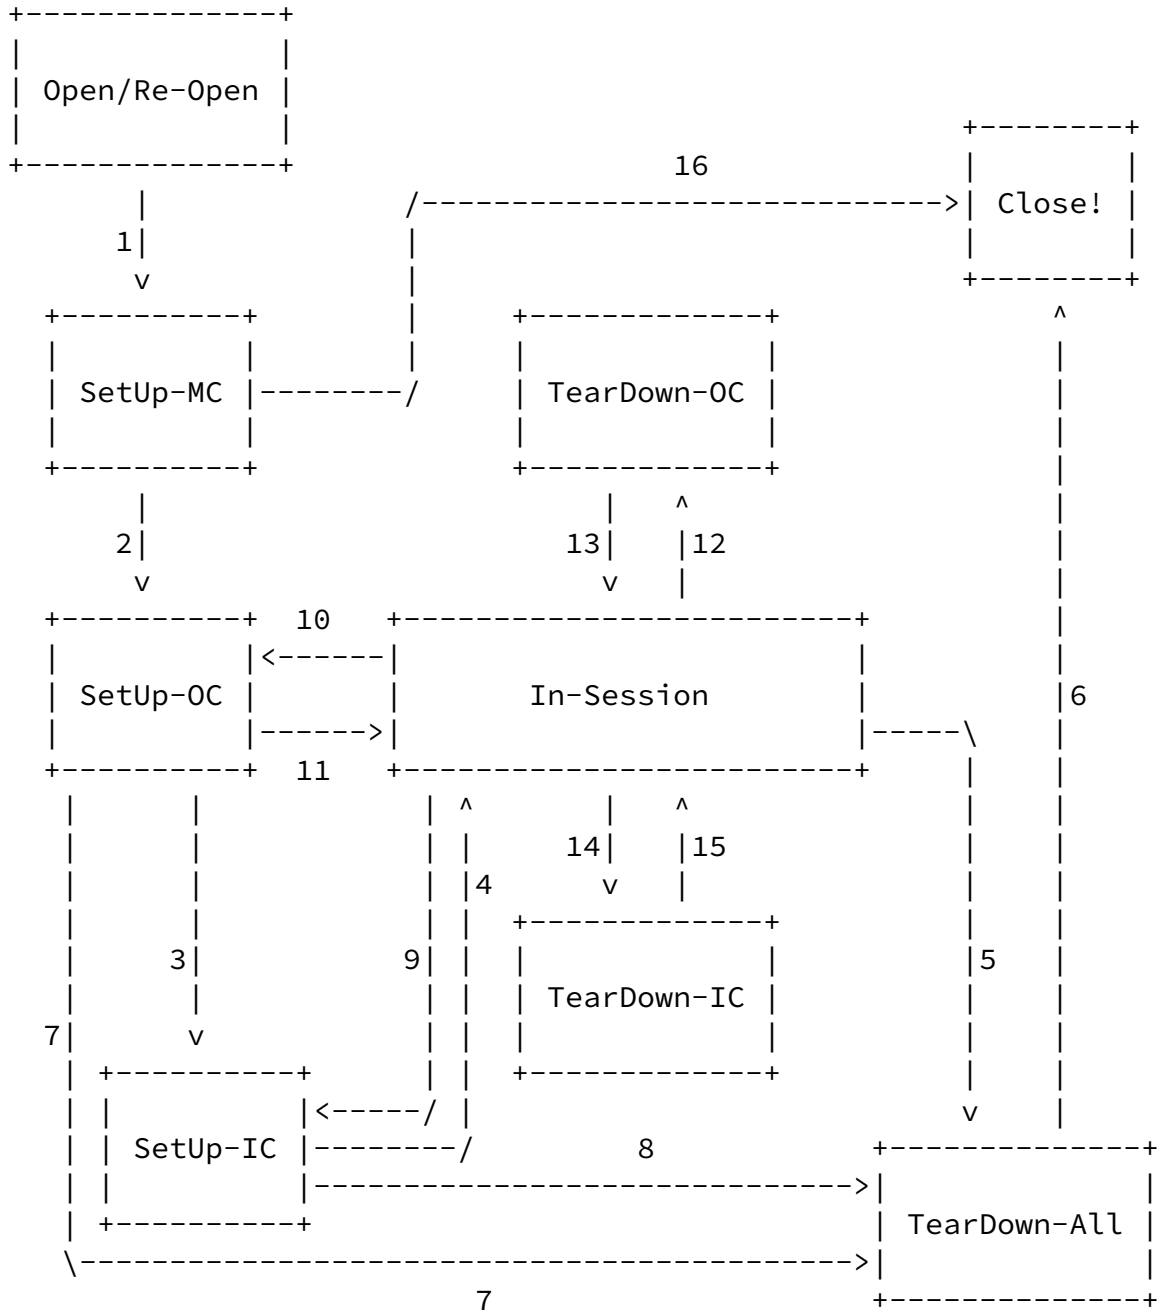 Open/Re-Open
16
Close!
1
SetUp-MC
TearDown-OC
2
13
12
10
SetUp-OC
In-Session
6
11
14
15
4
3
9
5
TearDown-IC
7
SetUp-IC
8
TearDown-All
7